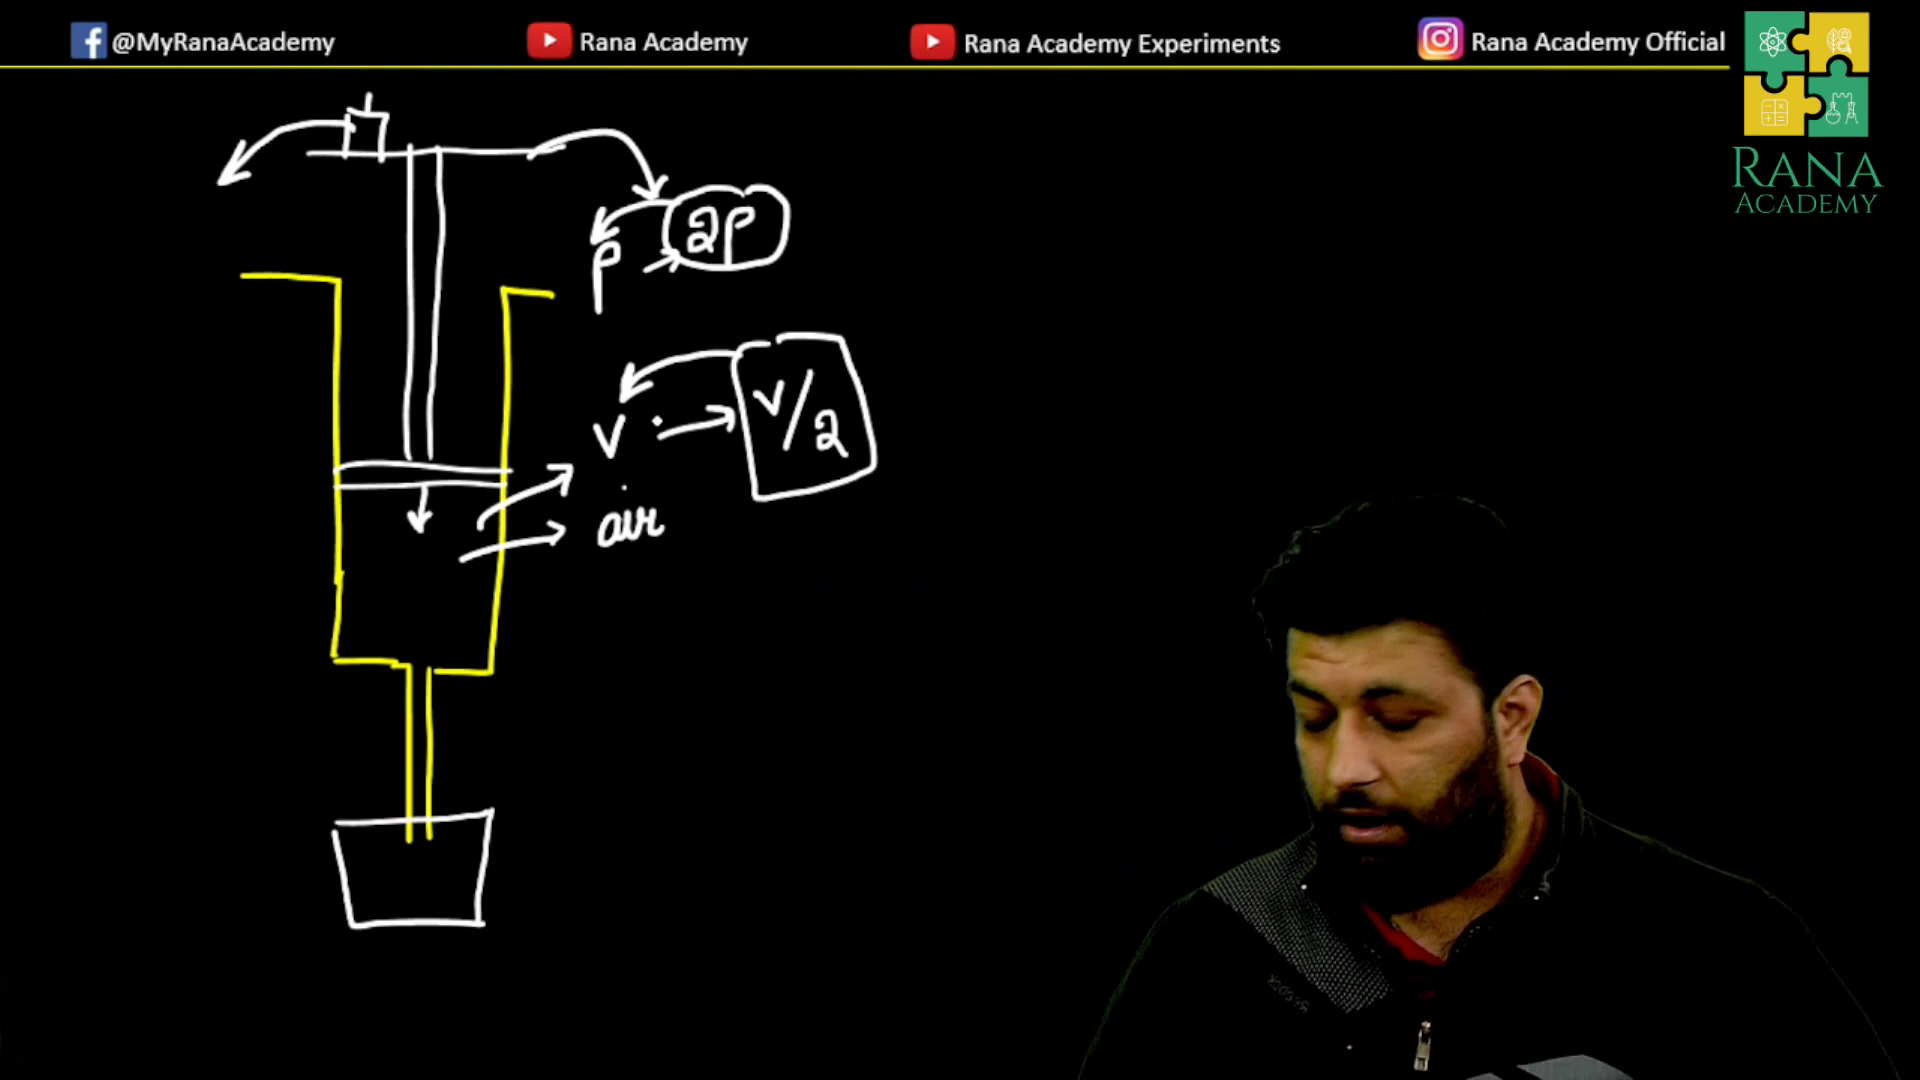 @MyRanaAcademy
Rana Academy
Rana Academy Experiments
Rana Academy Official
RANA
ACADEMY
P
2P
V
V/2
air